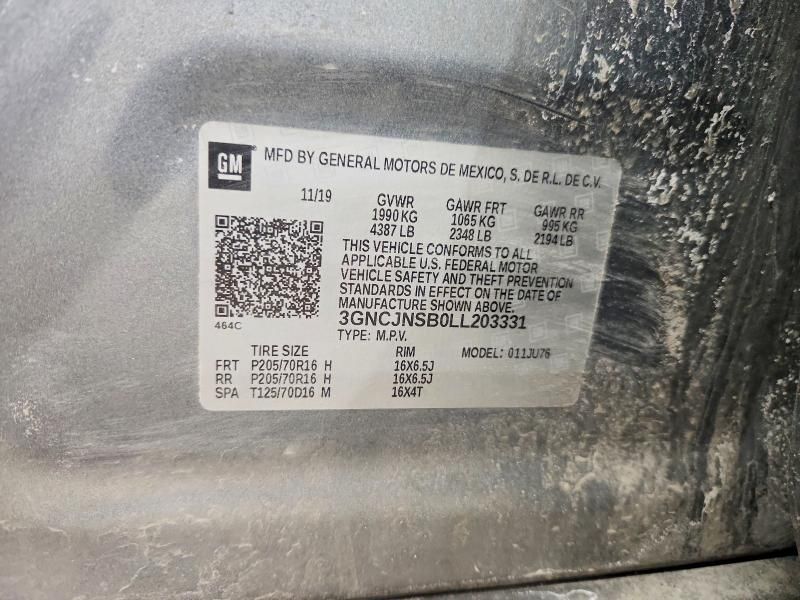 GM MFD BY GENERAL MOTORS DE MEXICO, S. DE R.L. DE C.V.
11/19 GVWR GAWR FRT GAWR RR
1990 KG 1065 KG 995 KG
4387 LB 2348 LB 2194 LB
THIS VEHICLE CONFORMS TO ALL
APPLICABLE U.S. FEDERAL MOTOR
VEHICLE SAFETY AND THEFT PREVENTION
STANDARDS IN EFFECT ON THE DATE OF
MANUFACTURE SHOWN ABOVE.
464C 3GNCJNSB0LL203331
TYPE: M.P.V.
TIRE SIZE RIM MODEL: 011JU76
FRT P205/70R16 H 16X6.5J
RR P205/70R16 H 16X6.5J
SPA T125/70D16 M 16X4T